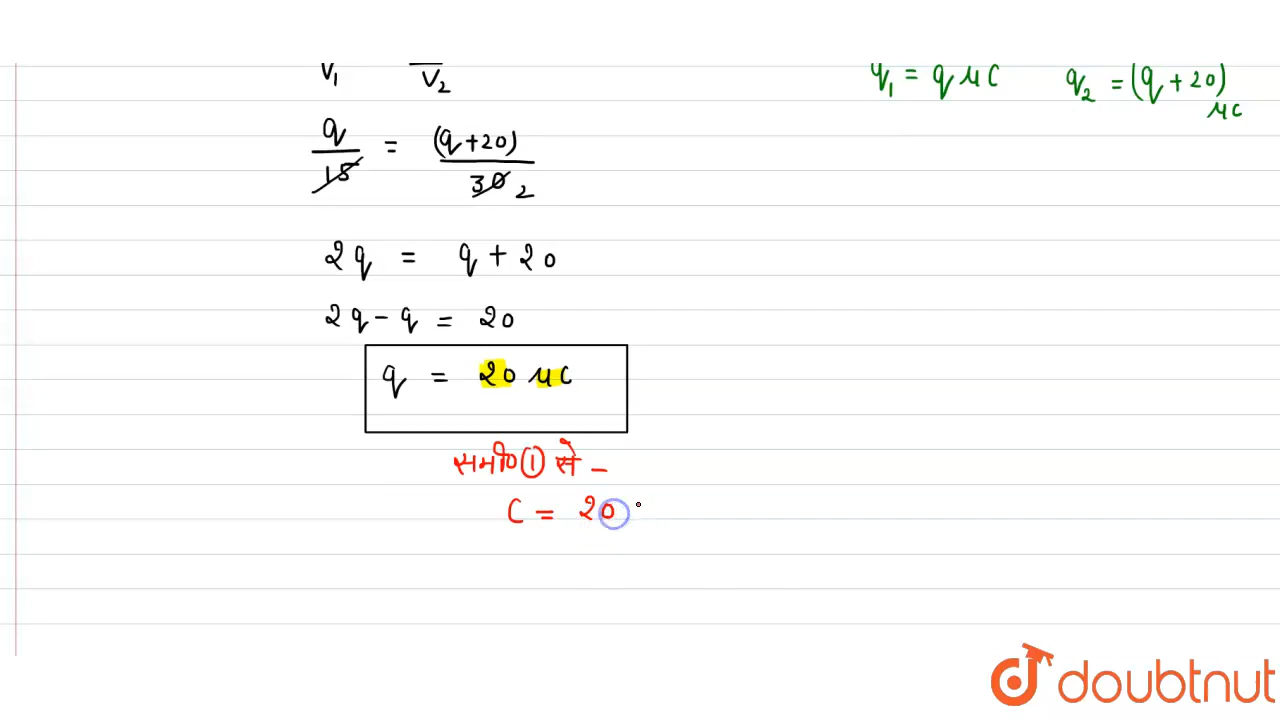 V₁ V₂
q₁ = q μC q₂ = (q + 20) μC
q/15 = (q + 20)/30 2
2q = q + 20
2q - q = 20
q = 20 μC
समी० ① से -
C = 20
doubtnut